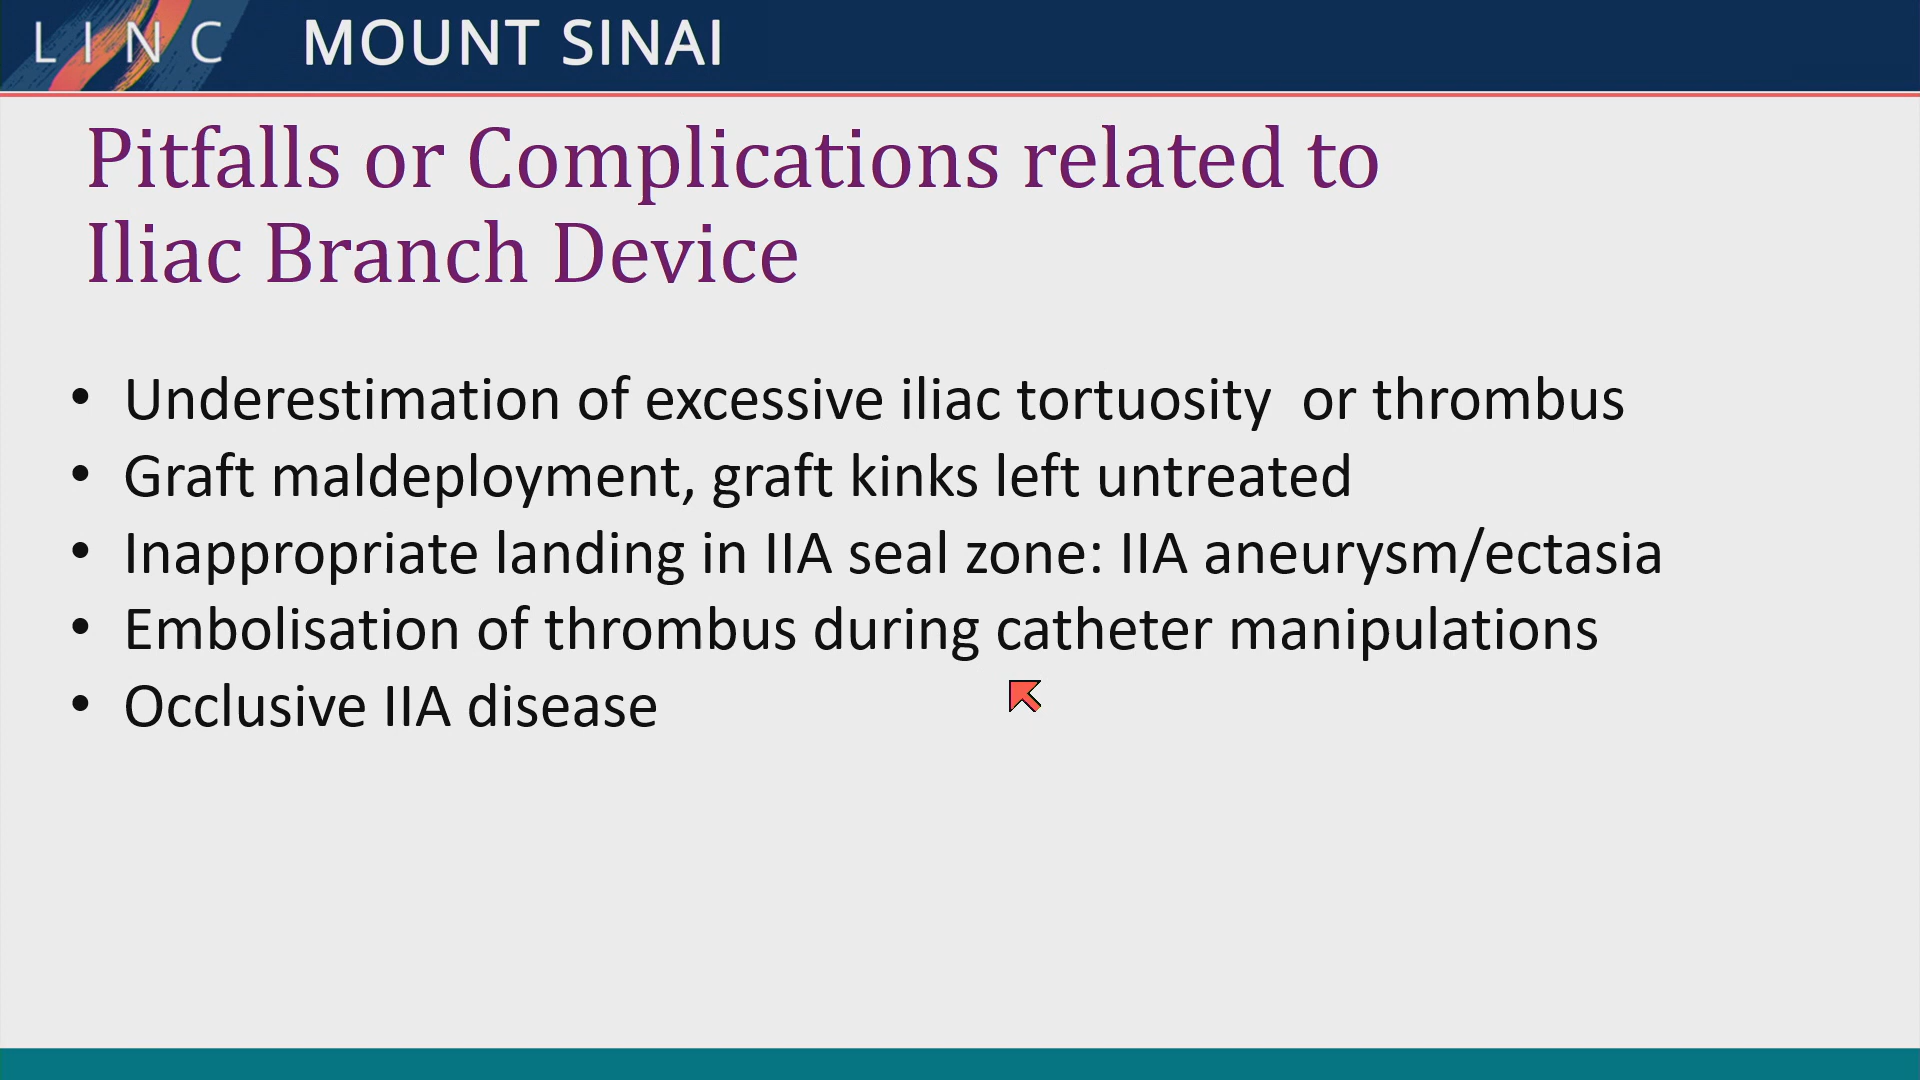 LINC MOUNT SINAI
Pitfalls or Complications related to
Iliac Branch Device
• Underestimation of excessive iliac tortuosity or thrombus
• Graft maldeployment, graft kinks left untreated
• Inappropriate landing in IIA seal zone: IIA aneurysm/ectasia
• Embolisation of thrombus during catheter manipulations
• Occlusive IIA disease